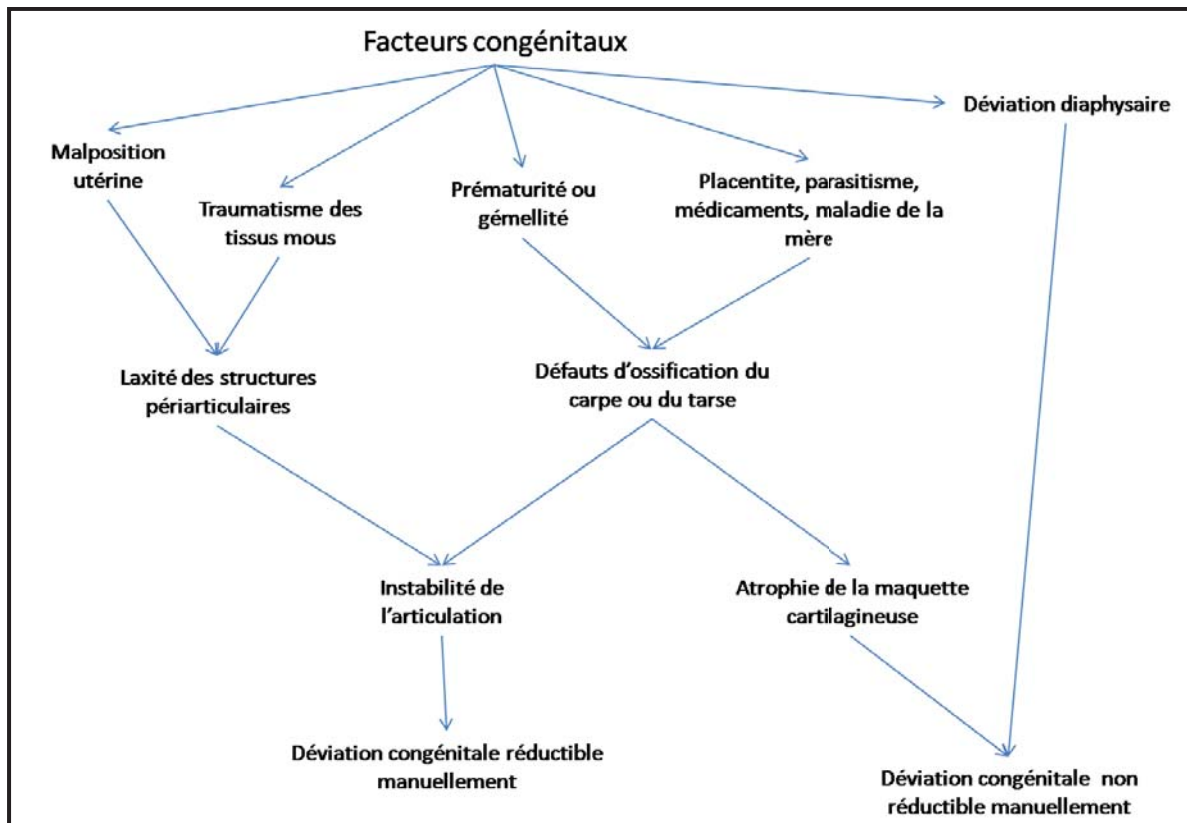 Facteurs congénitaux
Déviation diaphysaire
Malposition
utérine
Traumatisme des
tissus mous
Prématurité ou
gémellité
Placentite, parasitisme,
médicaments, maladie de la
mère
Laxité des structures
périarticulaires
Défauts d'ossification du
carpe ou du tarse
Instabilité de
l'articulation
Atrophie de la maquette
cartilagineuse
Déviation congénitale réductible
manuellement
Déviation congénitale non
réductible manuellement